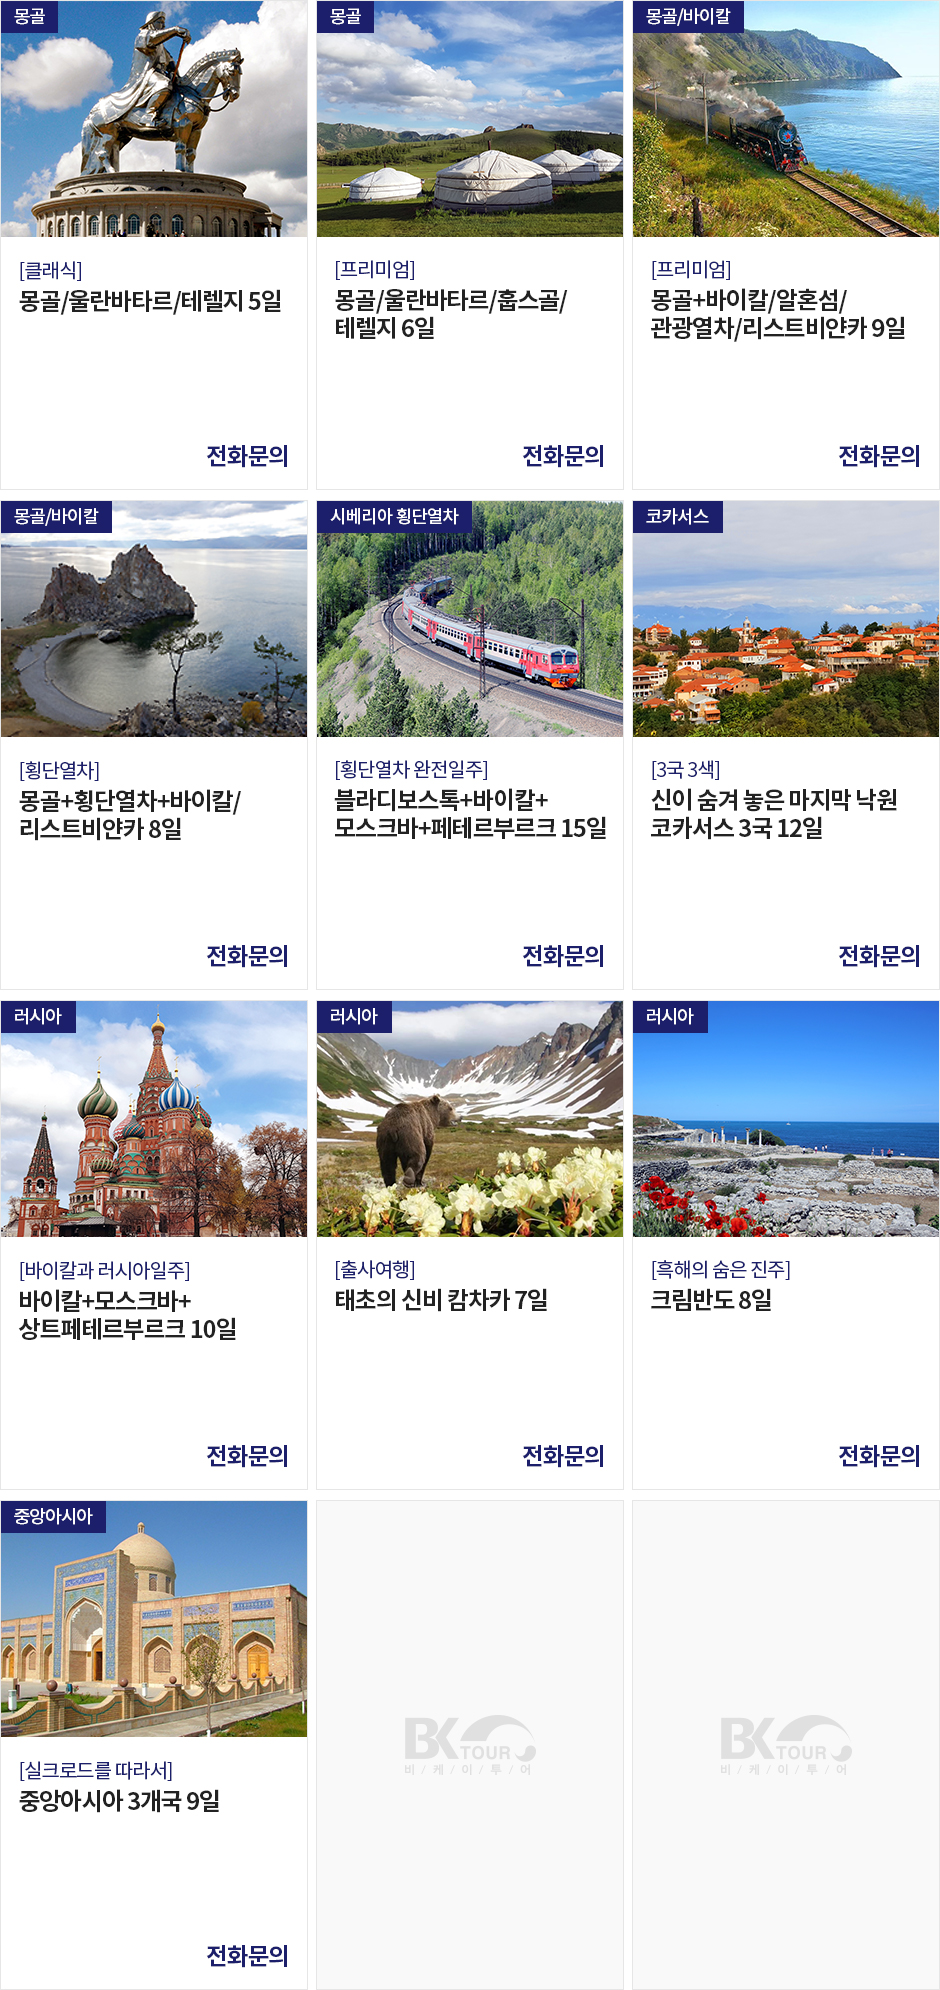 몽골
[클래식]
몽골/울란바타르/테렐지 5일
전화문의
몽골
[프리미엄]
몽골/울란바타르/홉스골/
테렐지 6일
전화문의
몽골/바이칼
[프리미엄]
몽골+바이칼/알혼섬/
관광열차/리스트비얀카 9일
전화문의
몽골/바이칼
[횡단열차]
몽골+횡단열차+바이칼/
리스트비얀카 8일
전화문의
시베리아 횡단열차
[횡단열차 완전일주]
블라디보스톡+바이칼+
모스크바+페테르부르크 15일
전화문의
코카서스
[3국 3색]
신이 숨겨 놓은 마지막 낙원
코카서스 3국 12일
전화문의
러시아
[바이칼과 러시아일주]
바이칼+모스크바+
상트페테르부르크 10일
전화문의
러시아
[출사여행]
태초의 신비 캄차카 7일
전화문의
러시아
[흑해의 숨은 진주]
크림반도 8일
전화문의
중앙아시아
[실크로드를 따라서]
중앙아시아 3개국 9일
전화문의
BK TOUR
비/케/이/투/어
BK TOUR
비/케/이/투/어